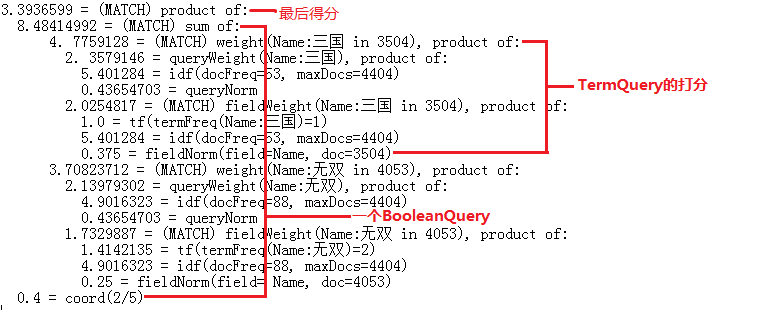 3.3936599 = (MATCH) product of: 最后得分
8.48414992 = (MATCH) sum of:
4. 7759128 = (MATCH) weight(Name:三国 in 3504), product of:
2. 3579146 = queryWeight(Name:三国), product of:
5.401284 = idf(docFreq=53, maxDocs=4404)
0.43654703 = queryNorm
2.0254817 = (MATCH) fieldWeight(Name:三国 in 3504), product of:
1.0 = tf(termFreq(Name:三国)=1)
5.401284 = idf(docFreq=53, maxDocs=4404)
0.375 = fieldNorm(field=Name, doc=3504)
TermQuery的打分
3.70823712 = (MATCH) weight(Name:无双 in 4053), product of:
2.13979302 = queryWeight(Name:无双), product of:
4.9016323 = idf(docFreq=88, maxDocs=4404)
0.43654703 = queryNorm
一个BooleanQuery
1.7329887 = (MATCH) fieldWeight(Name:无双 in 4053), product of:
1.4142135 = tf(termFreq(Name:无双)=2)
4.9016323 = idf(docFreq=88, maxDocs=4404)
0.25 = fieldNorm(field= Name, doc=4053)
0.4 = coord(2/5)